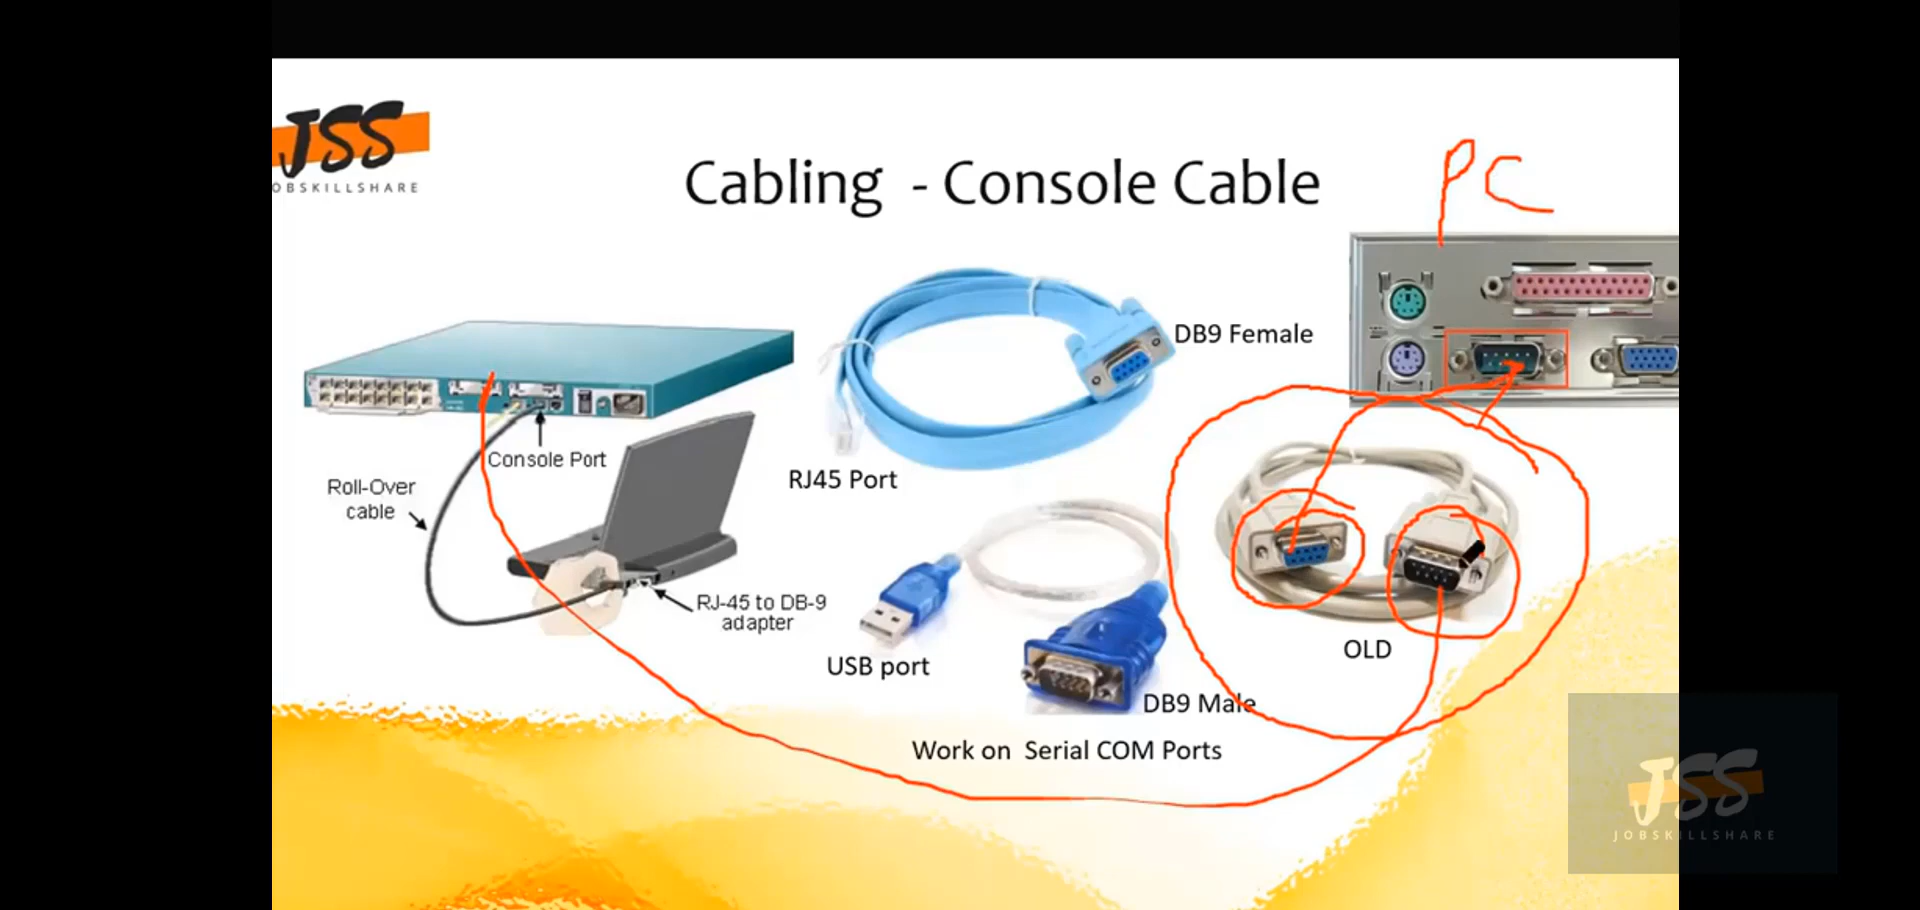 JSS
OBSKILLSHARE
Cabling - Console Cable
PC
DB9 Female
Console Port
RJ45 Port
Roll-Over
cable
RJ-45 to DB-9
adapter
USB port
OLD
DB9 Male
Work on Serial COM Ports
JSS
JOBSKILLSHARE